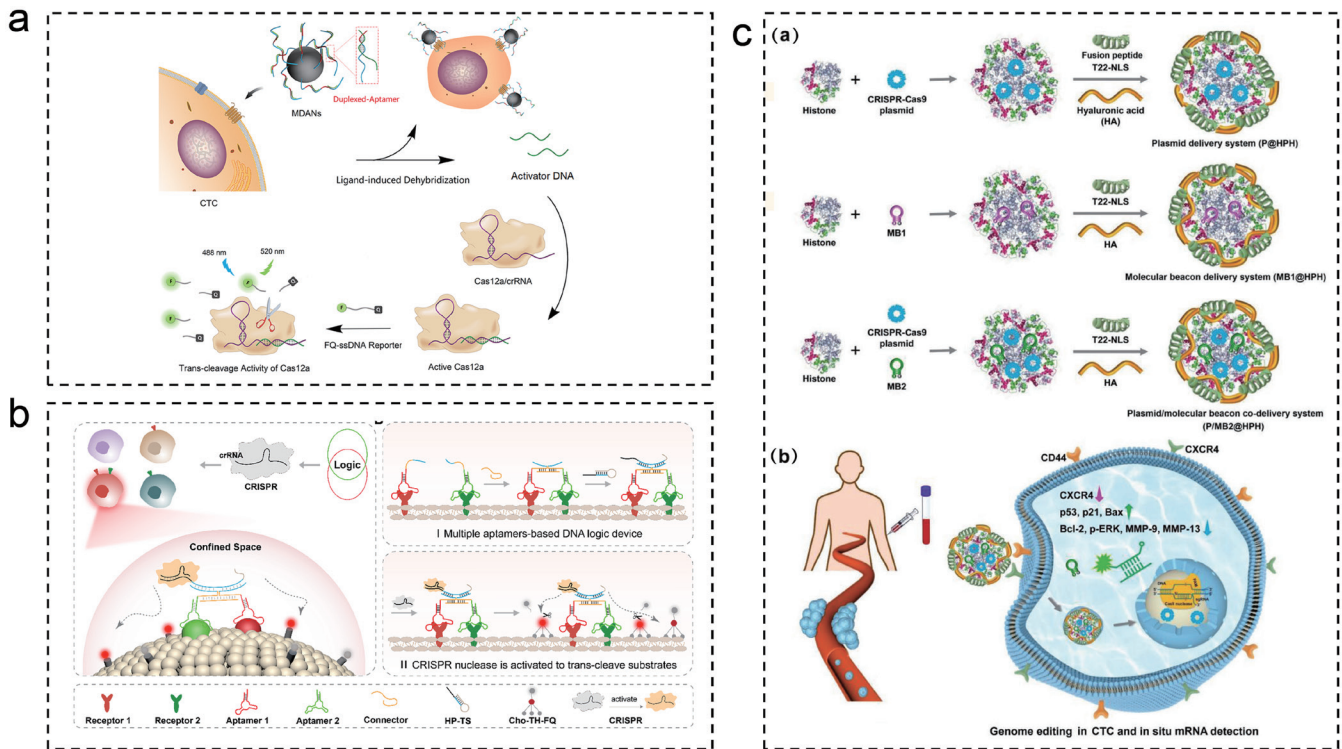 a
Duplexed-Aptamer
MDANs
CTC
Ligand-induced Dehybridization
Activator DNA
Cas12a/crRNA
488 nm
520 nm
F
F
F
F
Q
Q
Q
Q
FQ-ssDNA Reporter
Trans-cleavage Activity of Cas12a
Active Cas12a
b
crRNA
CRISPR
Logic
Confined Space
I Multiple aptamers-based DNA logic device
II CRISPR nuclease is activated to trans-cleave substrates
activate
Receptor 1
Receptor 2
Aptamer 1
Aptamer 2
Connector
HP-TS
Cho-TH-FQ
CRISPR
c
(a)
Histone
+
CRISPR-Cas9
plasmid
Fusion peptide
T22-NLS
Hyaluronic acid
(HA)
Plasmid delivery system (P@HPH)
Histone
+
MB1
T22-NLS
HA
Molecular beacon delivery system (MB1@HPH)
Histone
+
CRISPR-Cas9
plasmid
MB2
T22-NLS
HA
Plasmid/molecular beacon co-delivery system
(P/MB2@HPH)
(b)
CD44
CXCR4
CXCR4
p53, p21, Bax
Bcl-2, p-ERK, MMP-9, MMP-13
DNA
Cas9 nuclease
sgRNA
Genome editing in CTC and in situ mRNA detection